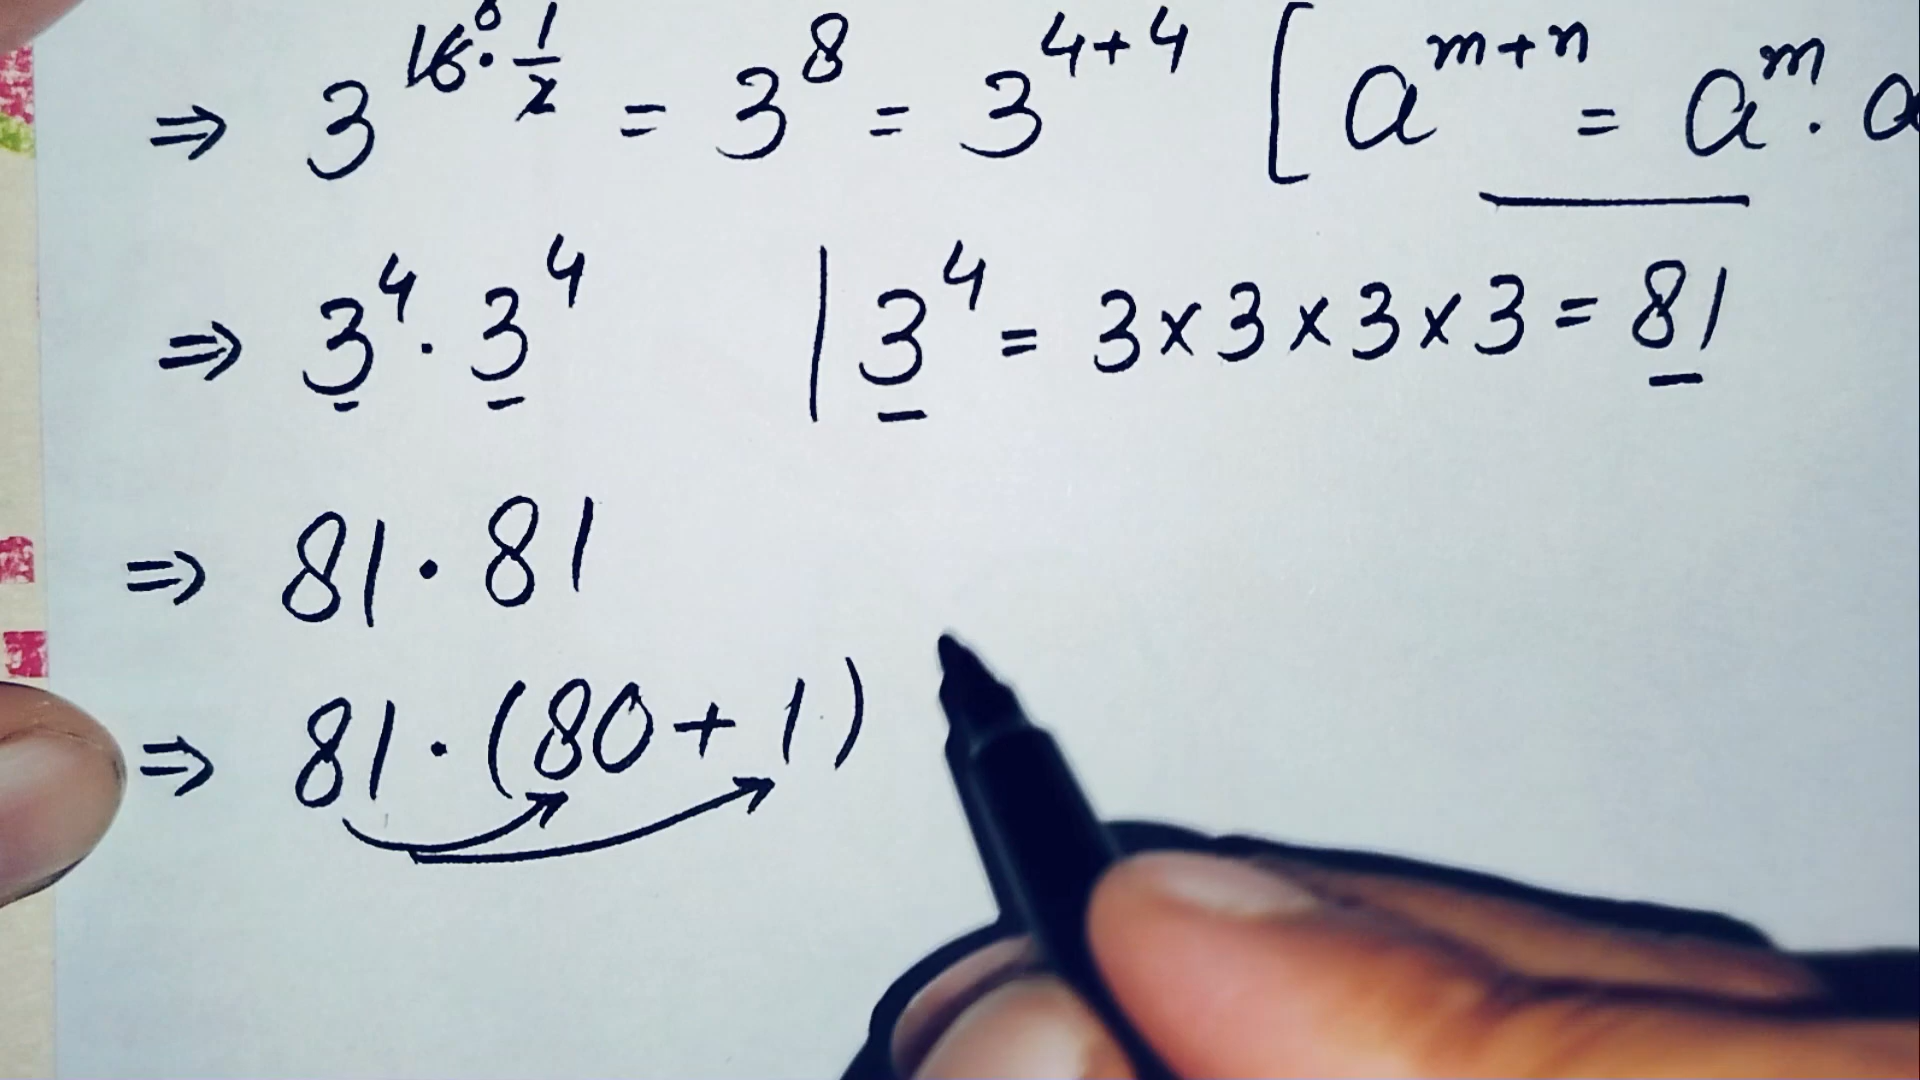 ⇒ 3^(16⁸·1/2) = 3^8 = 3^(4+4) [a^(m+n) = a^m · a
⇒ 3^4 · 3^4 | 3^4 = 3×3×3×3 = 81
⇒ 81 · 81
⇒ 81 · (80 + 1)